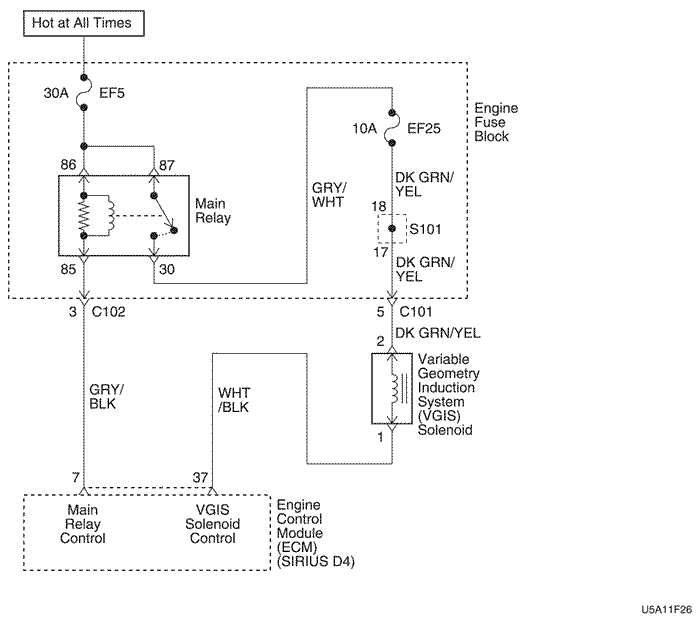 Hot at All Times
30A
EF5
10A
EF25
Engine
Fuse
Block
86
87
DK GRN/
YEL
GRY/
WHT
Main
Relay
18
S101
17
85
30
DK GRN/
YEL
3
C102
5
C101
2
DK GRN/YEL
Variable
Geometry
Induction
System
(VGIS)
Solenoid
GRY/
BLK
WHT
/BLK
1
7
37
Main
Relay
Control
VGIS
Solenoid
Control
Engine
Control
Module
(ECM)
(SIRIUS D4)
U5A11F26